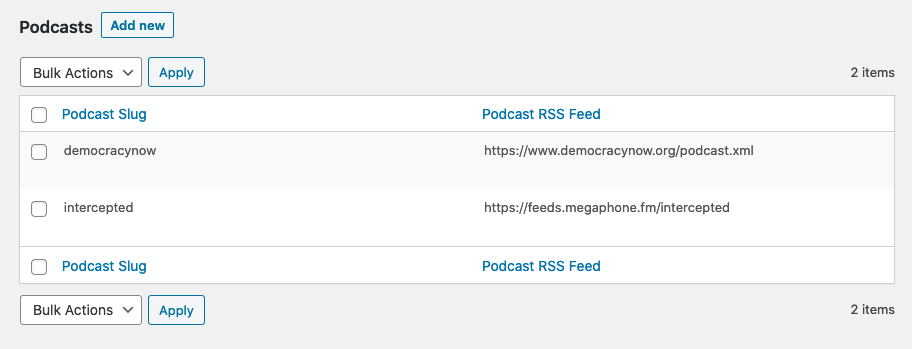 Podcasts Add new
Bulk Actions Apply 2 items
Podcast Slug Podcast RSS Feed
democracynow https://www.democracynow.org/podcast.xml
intercepted https://feeds.megaphone.fm/intercepted
Podcast Slug Podcast RSS Feed
Bulk Actions Apply 2 items